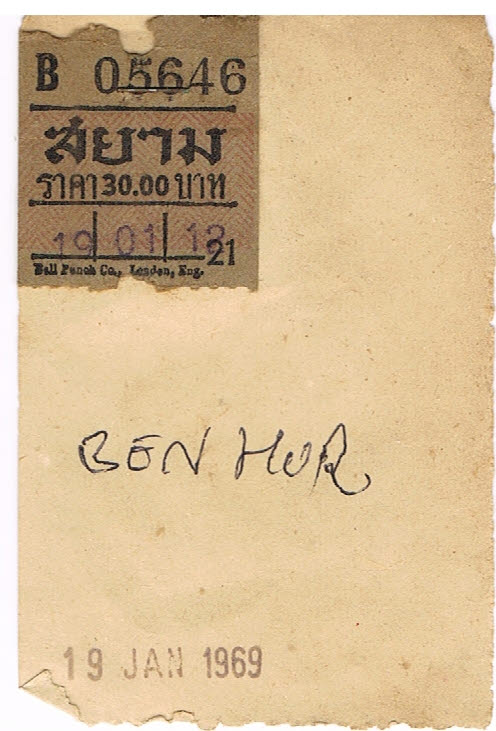 B 05646
สยาม
ราคา 30.00 บาท
19 01 12
21
Bell Punch Co., London, Eng.
BEN HUR
19 JAN 1969